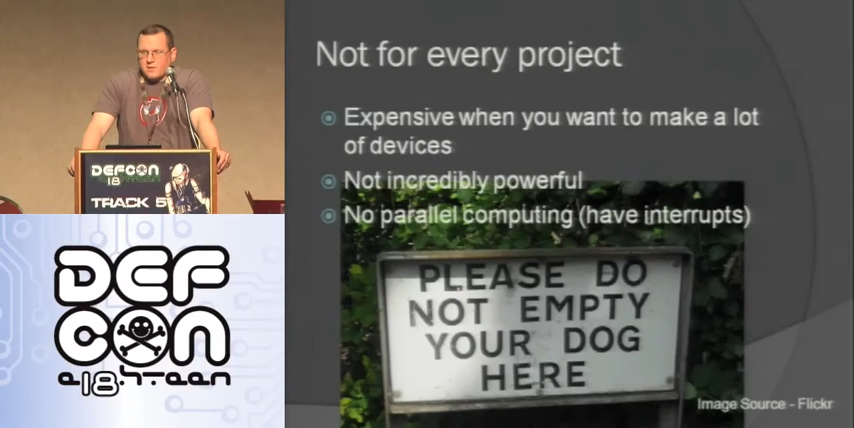 Not for every project
Expensive when you want to make a lot
of devices
Not incredibly powerful
No parallel computing (have interrupts)
PLEASE DO
NOT EMPTY
YOUR DOG
HERE
Image Source - Flickr
DEFCON
18
TRACK 5
DEF
CON
e18hteen